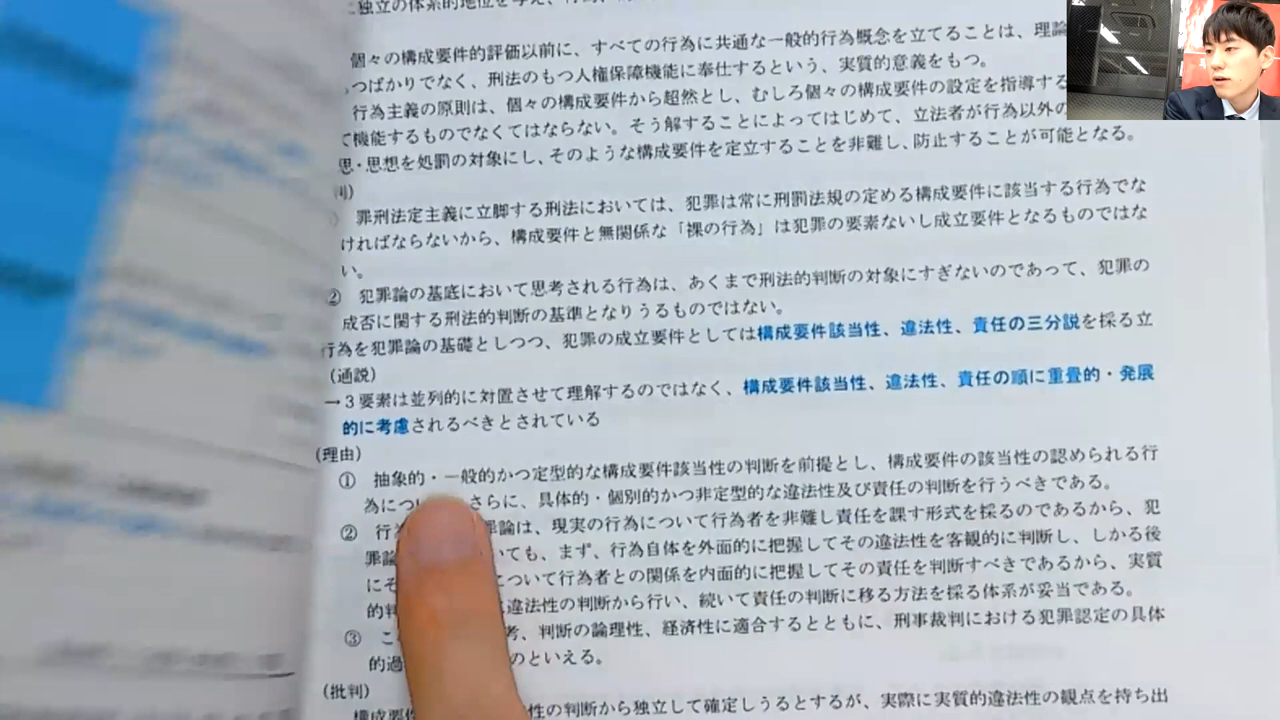 独立の体系的地位を与え、
個々の構成要件的評価以前に、すべての行為に共通な一般的行為概念を立てることは、理論
つばかりでなく、刑法のもつ人権保障機能に奉仕するという、実質的意義をもつ。
行為主義の原則は、個々の構成要件から超然とし、むしろ個々の構成要件の設定を指導する
て機能するものでなくてはならない。そう解することによってはじめて、立法者が行為以外の
思・思想を処罰の対象にし、そのような構成要件を定立することを非難し、防止することが可能となる。
判)
罪刑法定主義に立脚する刑法においては、犯罪は常に刑罰法規の定める構成要件に該当する行為でな
ければならないから、構成要件と無関係な「裸の行為」は犯罪の要素ないし成立要件となるものではな
い。
② 犯罪論の基底において思考される行為は、あくまで刑法的判断の対象にすぎないのであって、犯罪の
成否に関する刑法的判断の基準となりうるものではない。
行為を犯罪論の基礎としつつ、犯罪の成立要件としては構成要件該当性、違法性、責任の三分説を採る立
(通説)
→3要素は並列的に対置させて理解するのではなく、構成要件該当性、違法性、責任の順に重畳的・発展
的に考慮されるべきとされている
(理由)
① 抽象的・一般的かつ定型的な構成要件該当性の判断を前提とし、構成要件の該当性の認められる行
為につ さらに、具体的・個別的かつ非定型的な違法性及び責任の判断を行うべきである。
② 行為 罪論は、現実の行為について行為者を非難し責任を課す形式を採るのであるから、犯
罪論 いても、まず、行為自体を外面的に把握してその違法性を客観的に判断し、しかる後
にそ について行為者との関係を内面的に把握してその責任を判断すべきであるから、実質
的判 違法性の判断から行い、続いて責任の判断に移る方法を採る体系が妥当である。
③ こ 考、判断の論理性、経済性に適合するとともに、刑事裁判における犯罪認定の具体
的過 のといえる。
(批判)
構成要件 性の判断から独立して確定しうるとするが、実際に実質的違法性の観点を持ち出